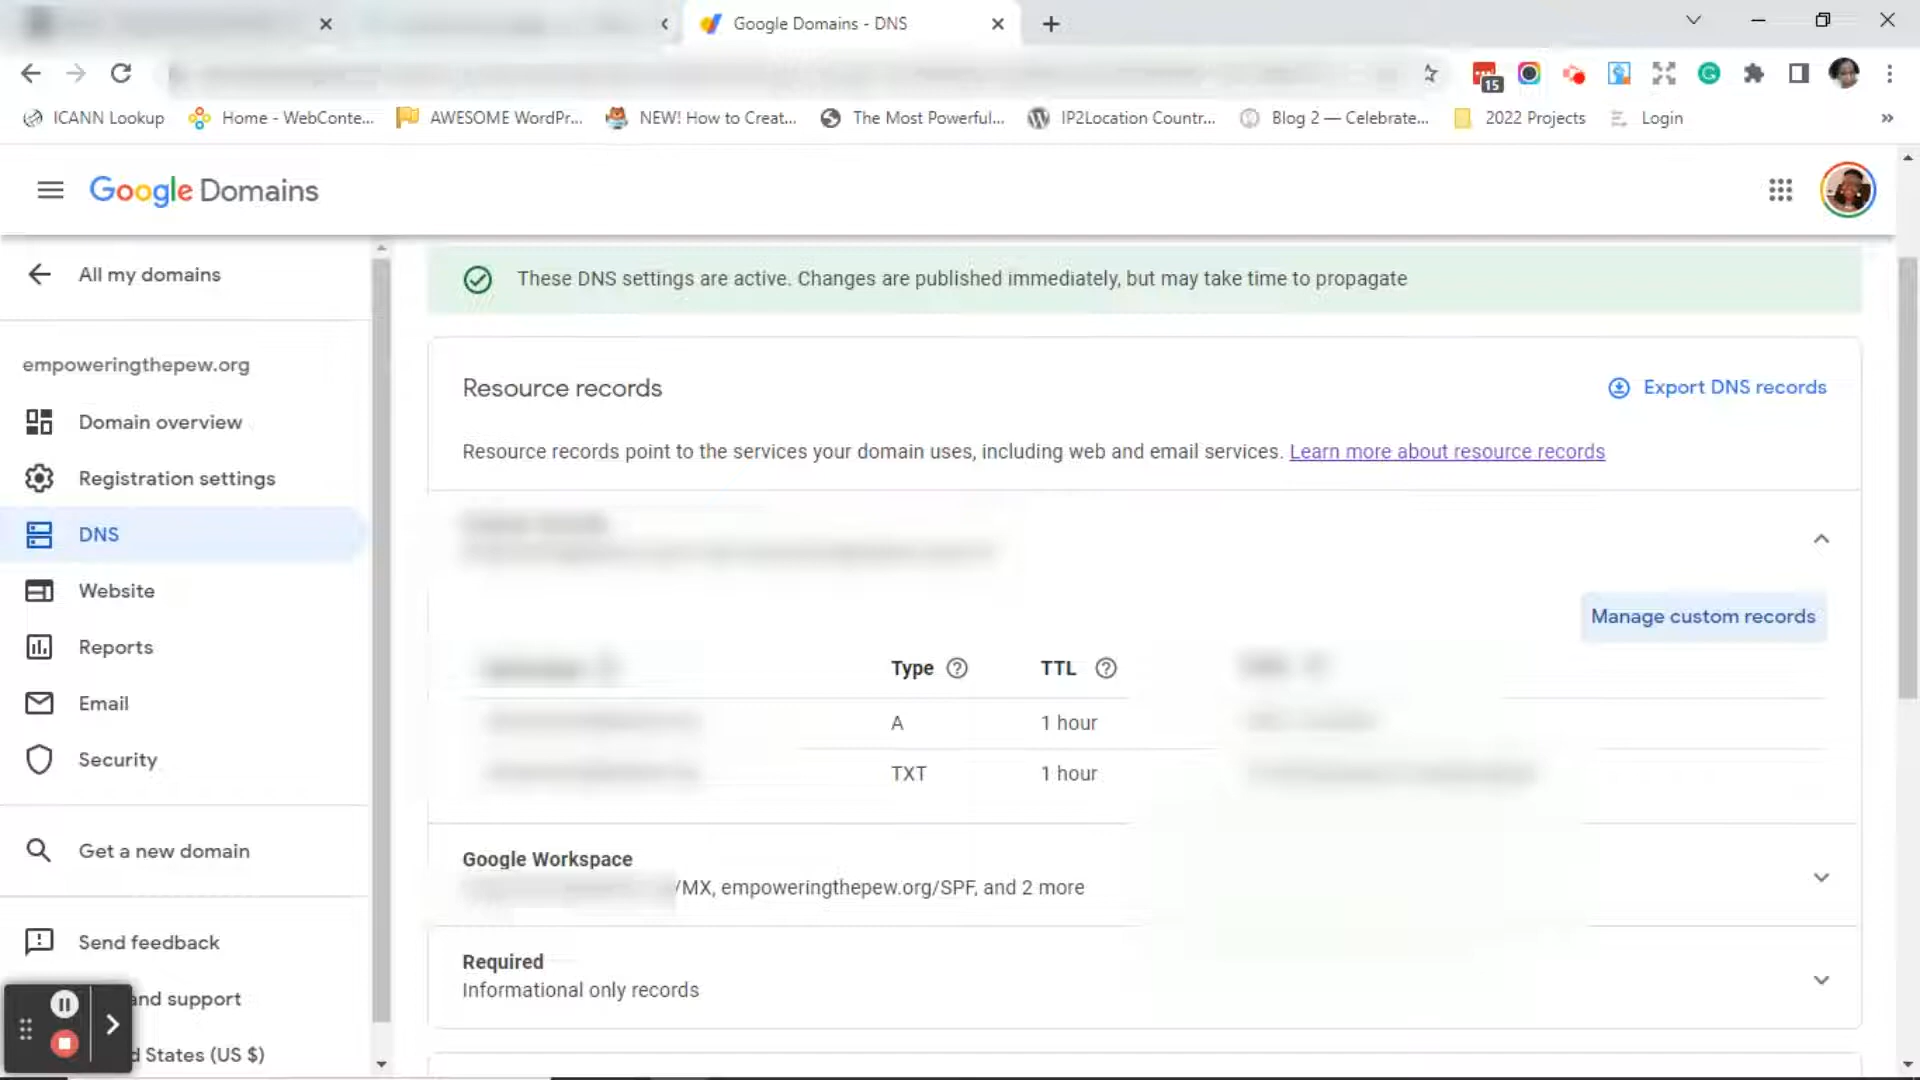 Google Domains - DNS
15
ICANN Lookup
Home - WebConte...
AWESOME WordPr...
NEW! How to Creat...
The Most Powerful...
IP2Location Countr...
Blog 2 — Celebrate...
2022 Projects
Login
»
Google Domains
All my domains
These DNS settings are active. Changes are published immediately, but may take time to propagate
empoweringthepew.org
Domain overview
Registration settings
DNS
Website
Reports
Email
Security
Get a new domain
Send feedback
and support
d States (US $)
Resource records
Export DNS records
Resource records point to the services your domain uses, including web and email services. Learn more about resource records
Manage custom records
Type
TTL
A
1 hour
TXT
1 hour
Google Workspace
/MX, empoweringthepew.org/SPF, and 2 more
Required
Informational only records